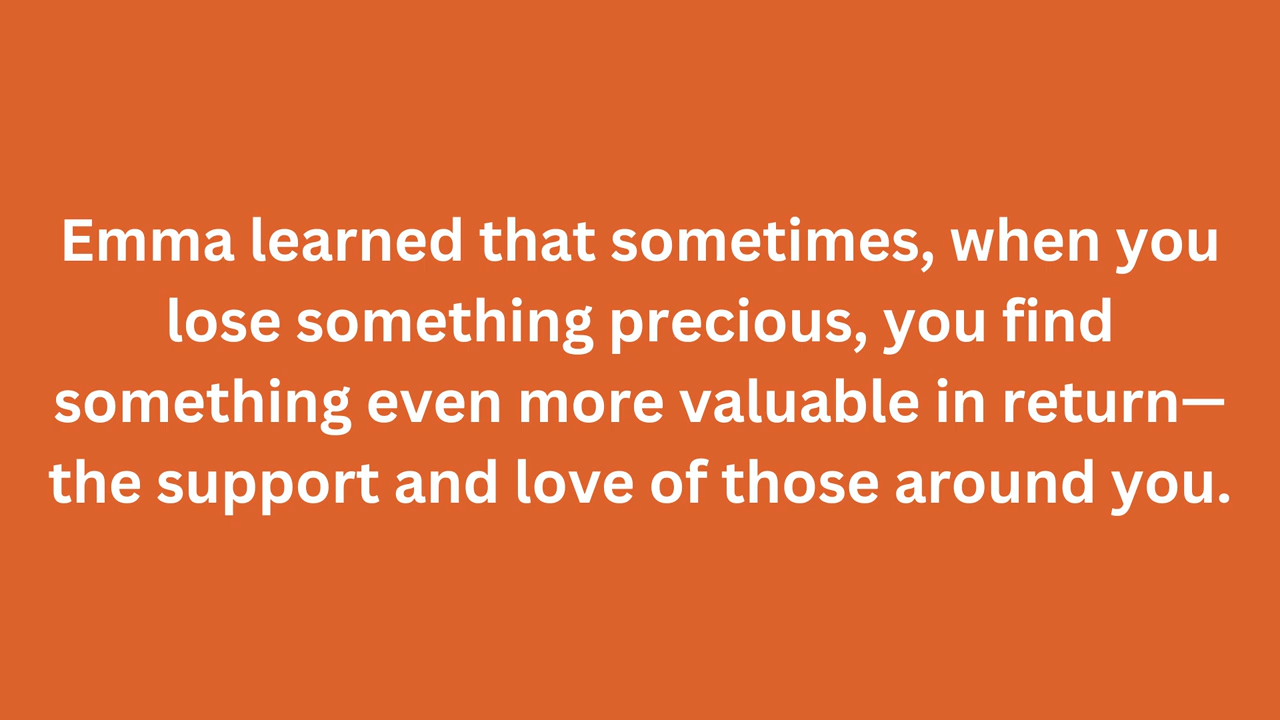 Emma learned that sometimes, when you
lose something precious, you find
something even more valuable in return—
the support and love of those around you.